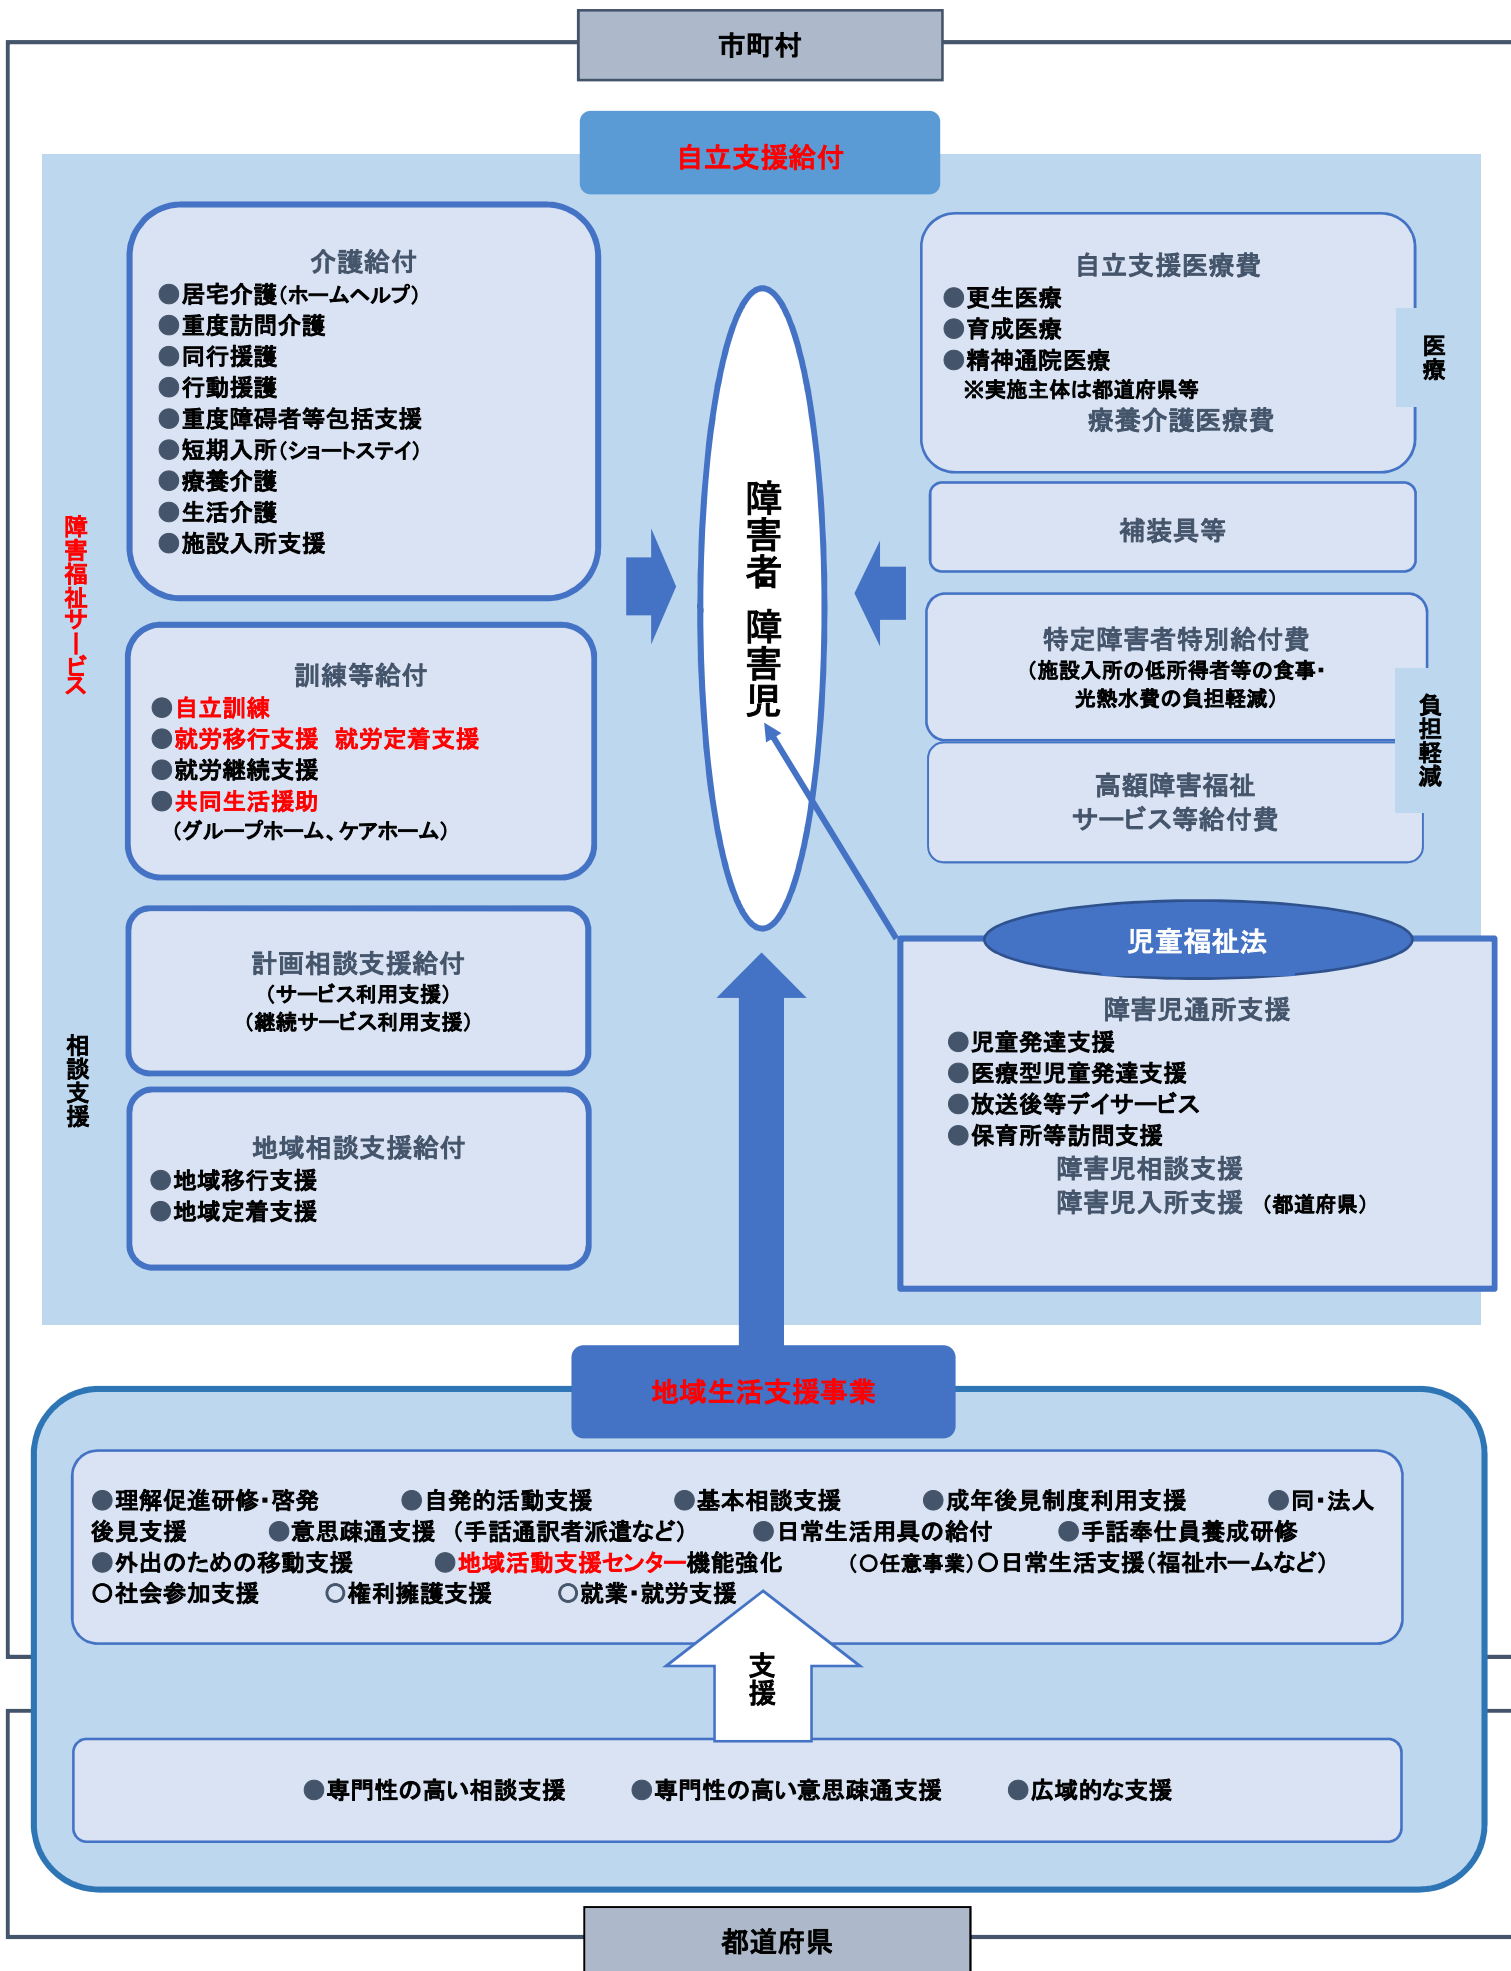 市町村
自立支援給付
障害福祉サービス
介護給付
●居宅介護(ホームヘルプ)
●重度訪問介護
●同行援護
●行動援護
●重度障碍者等包括支援
●短期入所(ショートステイ)
●療養介護
●生活介護
●施設入所支援
訓練等給付
●自立訓練
●就労移行支援　就労定着支援
●就労継続支援
●共同生活援助
(グループホーム、ケアホーム)
相談支援
計画相談支援給付
(サービス利用支援)
(継続サービス利用支援)
地域相談支援給付
●地域移行支援
●地域定着支援
障害者・障害児
自立支援医療費
●更生医療
●育成医療
●精神通院医療
※実施主体は都道府県等
療養介護医療費
医療
補装具等
特定障害者特別給付費
(施設入所の低所得者等の食事・
光熱水費の負担軽減)
高額障害福祉
サービス等給付費
負担軽減
児童福祉法
障害児通所支援
●児童発達支援
●医療型児童発達支援
●放送後等デイサービス
●保育所等訪問支援
障害児相談支援
障害児入所支援 (都道府県)
地域生活支援事業
●理解促進研修・啓発　●自発的活動支援　●基本相談支援　●成年後見制度利用支援　●同・法人
後見支援　●意思疎通支援 (手話通訳者派遣など)　●日常生活用具の給付　●手話奉仕員養成研修
●外出のための移動支援　●地域活動支援センター機能強化　(○任意事業)○日常生活支援(福祉ホームなど)
○社会参加支援　○権利擁護支援　○就業・就労支援
支援
●専門性の高い相談支援　●専門性の高い意思疎通支援　●広域的な支援
都道府県